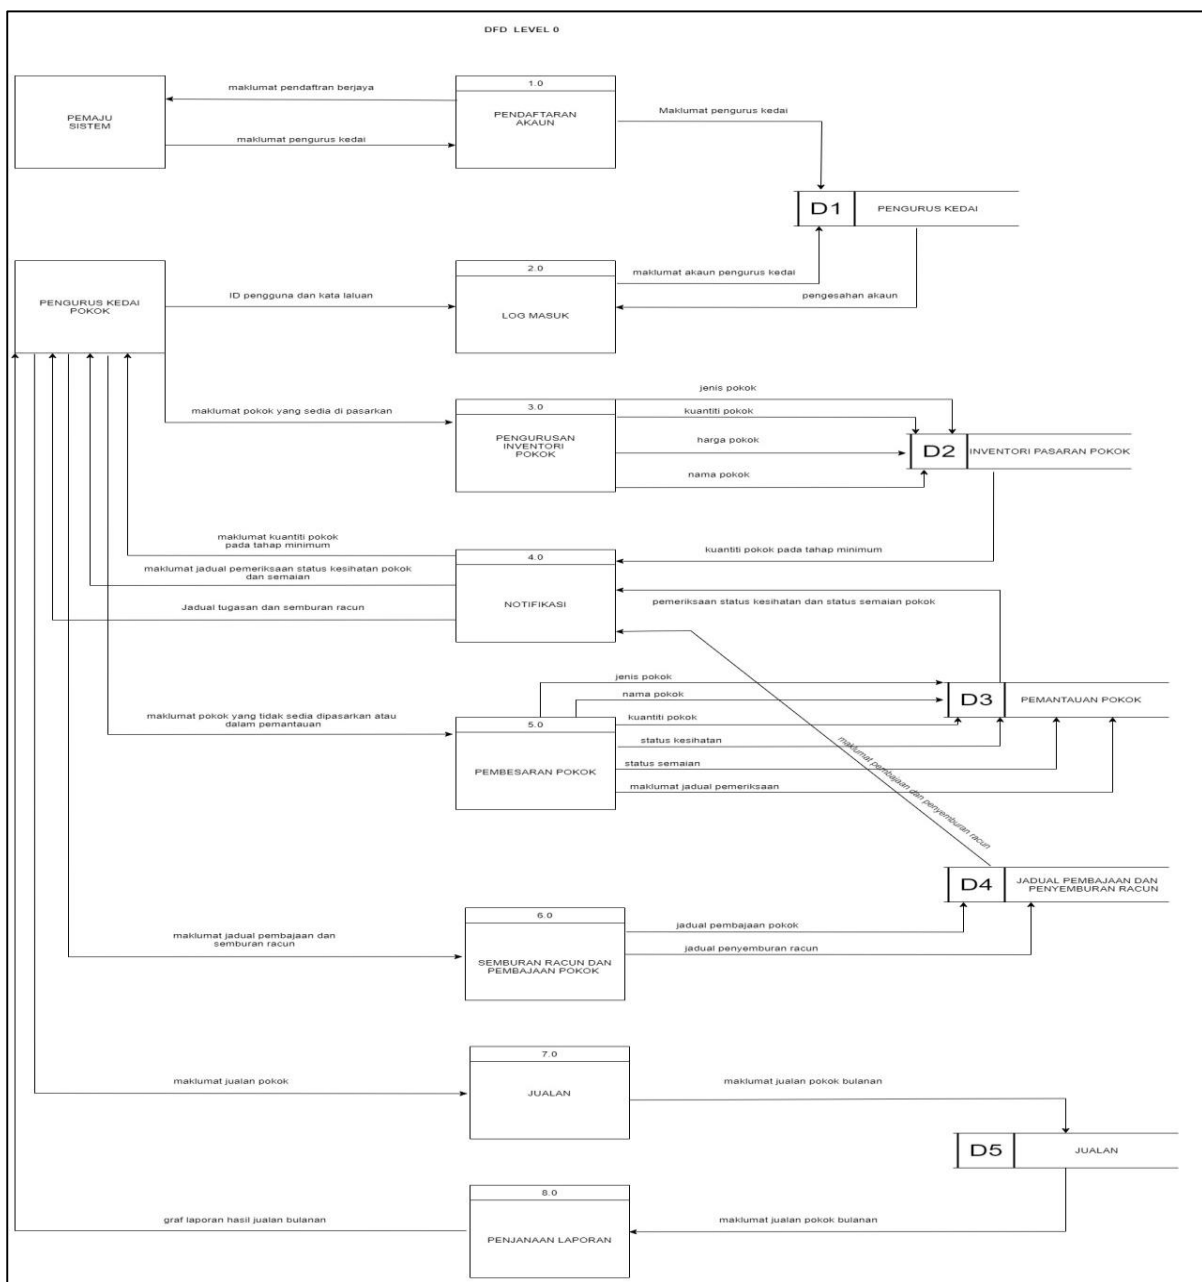 DFD LEVEL 0
maklumat pendaftran berjaya
1.0
PEMAJU
SISTEM
PENDAFTARAN
AKAUN
Maklumat pengurus kedai
maklumat pengurus kedai
D1
PENGURUS KEDAI
2.0
maklumat akaun pengurus kedai
PENGURUS KEDAI
POKOK
ID pengguna dan kata laluan
LOG MASUK
pengesahan akaun
jenis pokok
maklumat pokok yang sedia di pasarkan
3.0
kuantiti pokok
PENGURUSAN
INVENTORI
POKOK
harga pokok
D2
INVENTORI PASARAN POKOK
nama pokok
maklumat kuantiti pokok
pada tahap minimum
4.0
kuantiti pokok pada tahap minimum
maklumat jadual pemeriksaan status kesihatan pokok
dan semaian
NOTIFIKASI
pemeriksaan status kesihatan dan status semaian pokok
Jadual tugasan dan semburan racun
jenis pokok
nama pokok
D3
PEMANTAUAN POKOK
maklumat pokok yang tidak sedia dipasarkan atau
dalam pemantauan
5.0
kuantiti pokok
status kesihatan
PEMBESARAN POKOK
status semaian
maklumat jadual pemeriksaan
maklumat pembajaan dan penyemburan racun
D4
JADUAL PEMBAJAAN DAN
PENYEMBURAN RACUN
6.0
jadual pembajaan pokok
maklumat jadual pembajaan dan
semburan racun
jadual penyemburan racun
SEMBURAN RACUN DAN
PEMBAJAAN POKOK
7.0
maklumat jualan pokok
JUALAN
maklumat jualan pokok bulanan
D5
JUALAN
8.0
graf laporan hasil jualan bulanan
PENJANAAN LAPORAN
maklumat jualan pokok bulanan